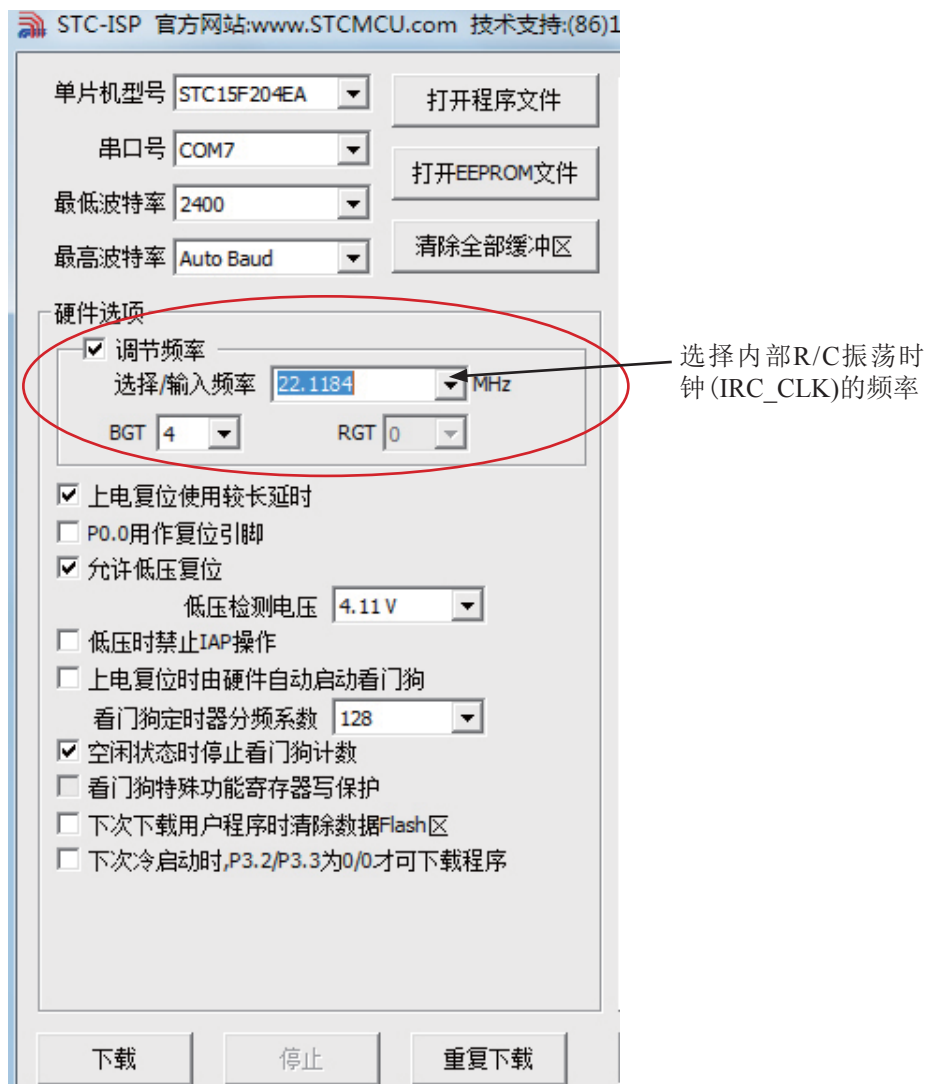 STC-ISP 官方网站:www.STCMCU.com 技术支持:(86)1
单片机型号 STC15F204EA 打开程序文件
串口号 COM7
打开EEPROM文件
最低波特率 2400
最高波特率 Auto Baud 清除全部缓冲区
硬件选项
调节频率
选择/输入频率 22.1184 MHz
选择内部R/C振荡时
钟(IRC_CLK)的频率
BGT 4 RGT 0
上电复位使用较长延时
P0.0用作复位引脚
允许低压复位
低压检测电压 4.11 V
低压时禁止IAP操作
上电复位时由硬件自动启动看门狗
看门狗定时器分频系数 128
空闲状态时停止看门狗计数
看门狗特殊功能寄存器写保护
下次下载用户程序时清除数据Flash区
下次冷启动时,P3.2/P3.3为0/0才可下载程序
下载 停止 重复下载